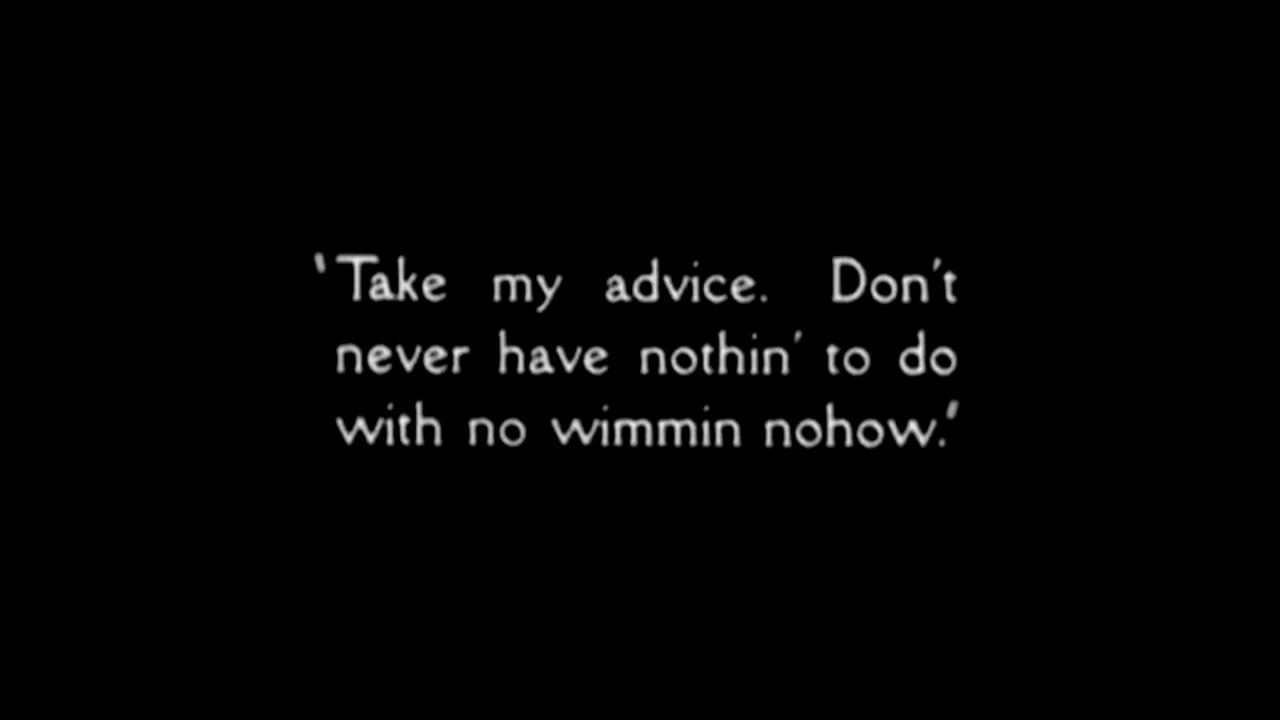 'Take my advice. Don't
never have nothin' to do
with no wimmin nohow.'